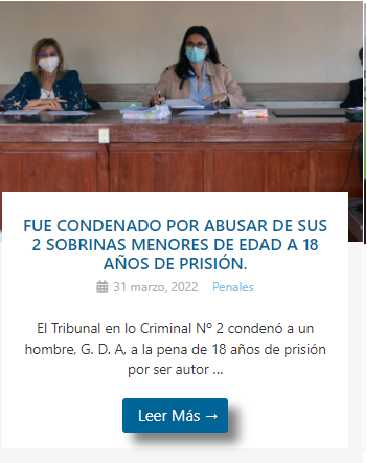 FUE CONDENADO POR ABUSAR DE SUS
2 SOBRINAS MENORES DE EDAD A 18
AÑOS DE PRISIÓN.
31 marzo, 2022 Penales
El Tribunal en lo Criminal Nº 2 condenó a un
hombre, G. D. A. a la pena de 18 años de prisión
por ser autor ...
Leer Más →